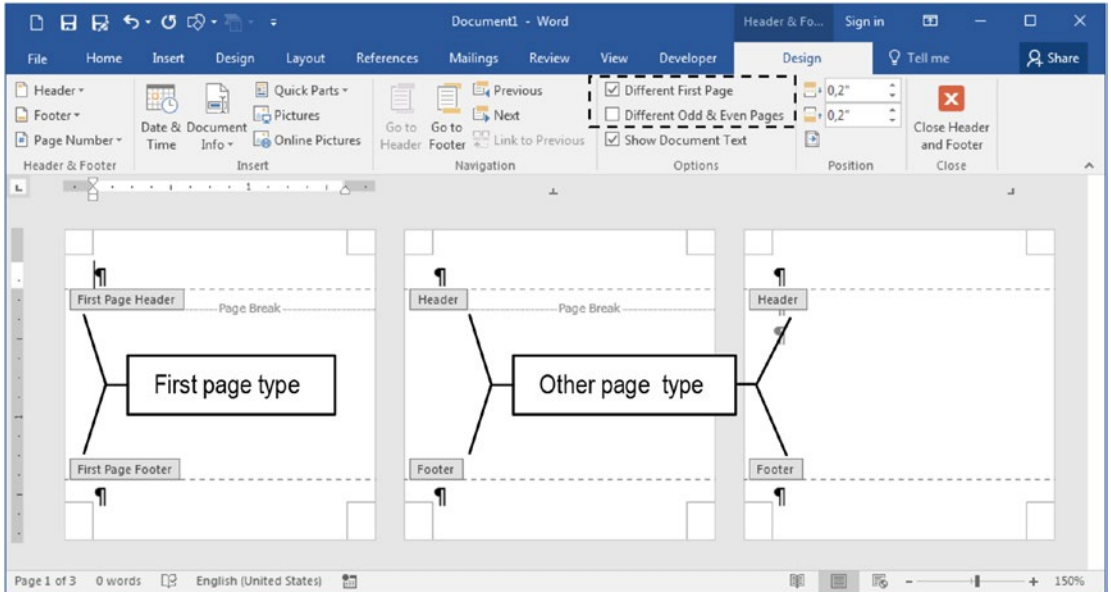 Document1 - Word
Header & Fo...
Sign in
File Home Insert Design Layout References Mailings Review View Developer Design Tell me Share
Header
Footer
Page Number
Header & Footer
Date & Time
Document Info
Quick Parts
Pictures
Online Pictures
Insert
Go to Header
Go to Footer
Previous
Next
Link to Previous
Navigation
Different First Page
Different Odd & Even Pages
Show Document Text
Options
0,2"
0,2"
Position
Close Header and Footer
Close
L
1
¶ ¶ ¶
First Page Header Header Header
Page Break Page Break
¶
¶
First page type Other page type
First Page Footer Footer Footer
¶ ¶ ¶
Page 1 of 3 0 words English (United States) 150%